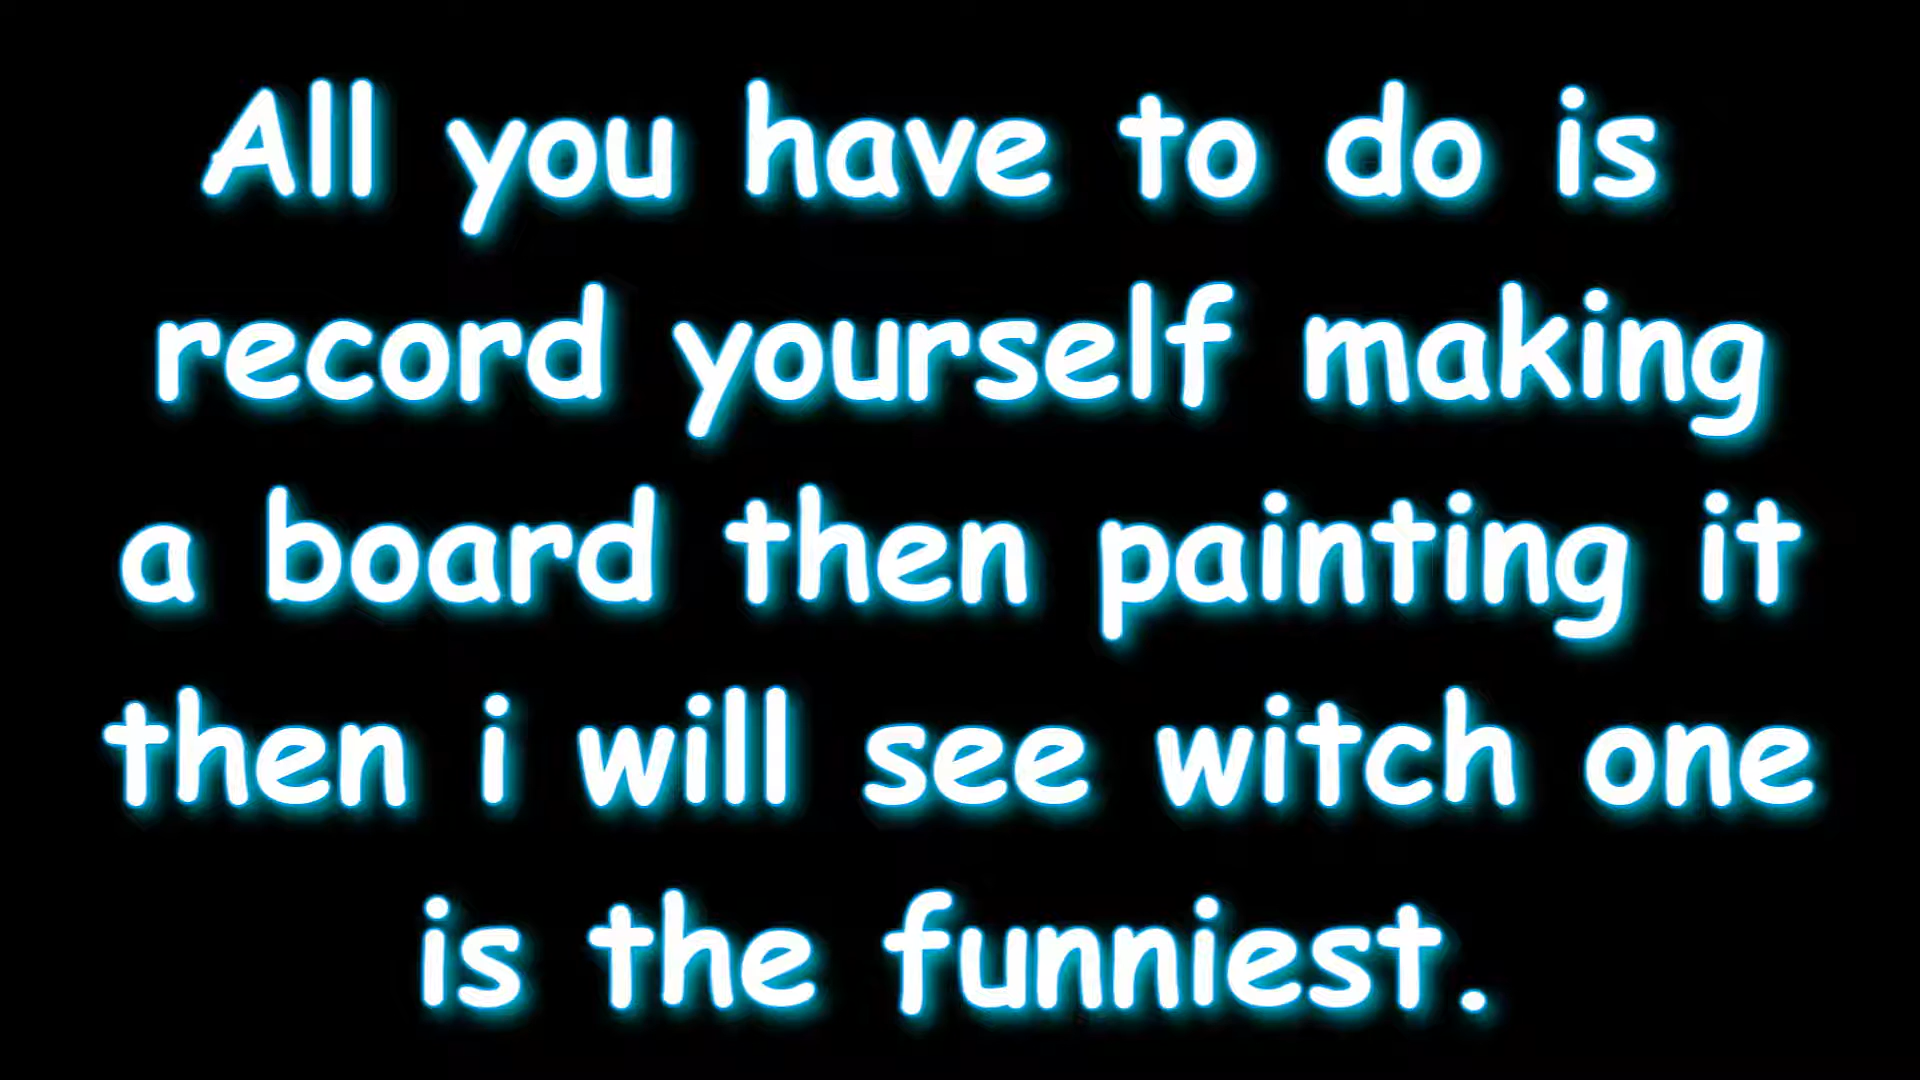 All you have to do is
record yourself making
a board then painting it
then i will see witch one
is the funniest.